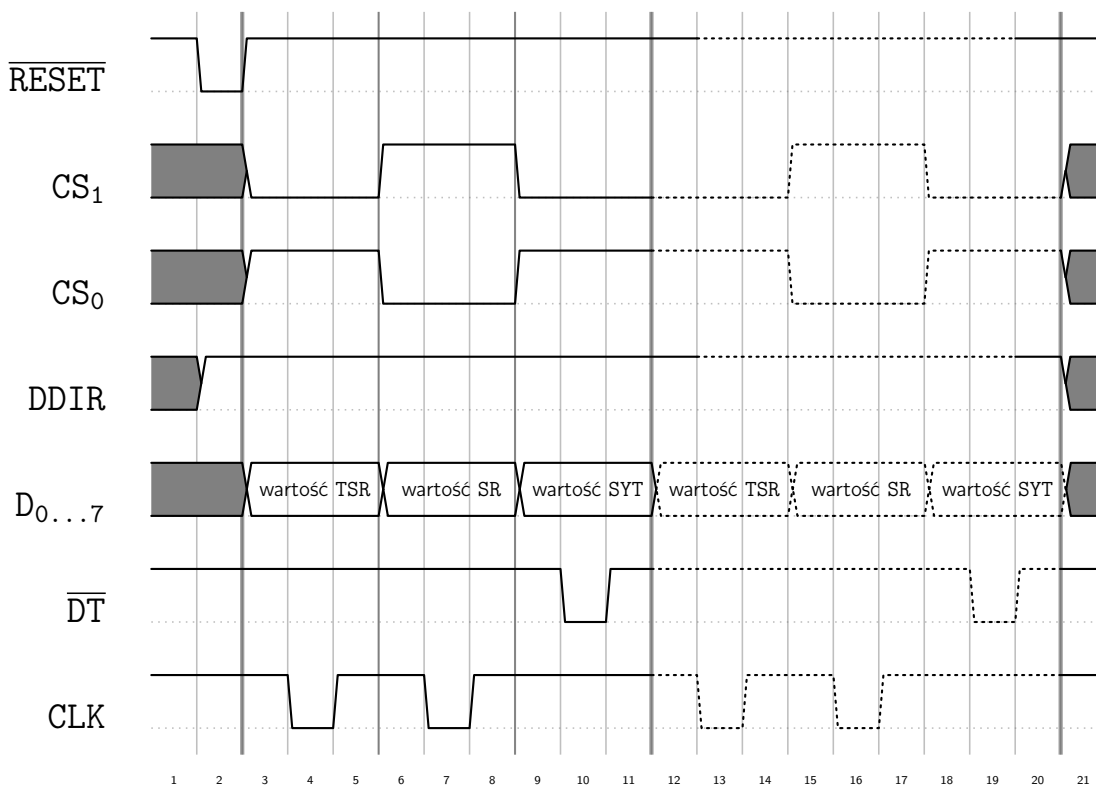 RESET
CS1
CS0
DDIR
D0...7 wartość TSR wartość SR wartość SYT wartość TSR wartość SR wartość SYT
DT
CLK
1 2 3 4 5 6 7 8 9 10 11 12 13 14 15 16 17 18 19 20 21